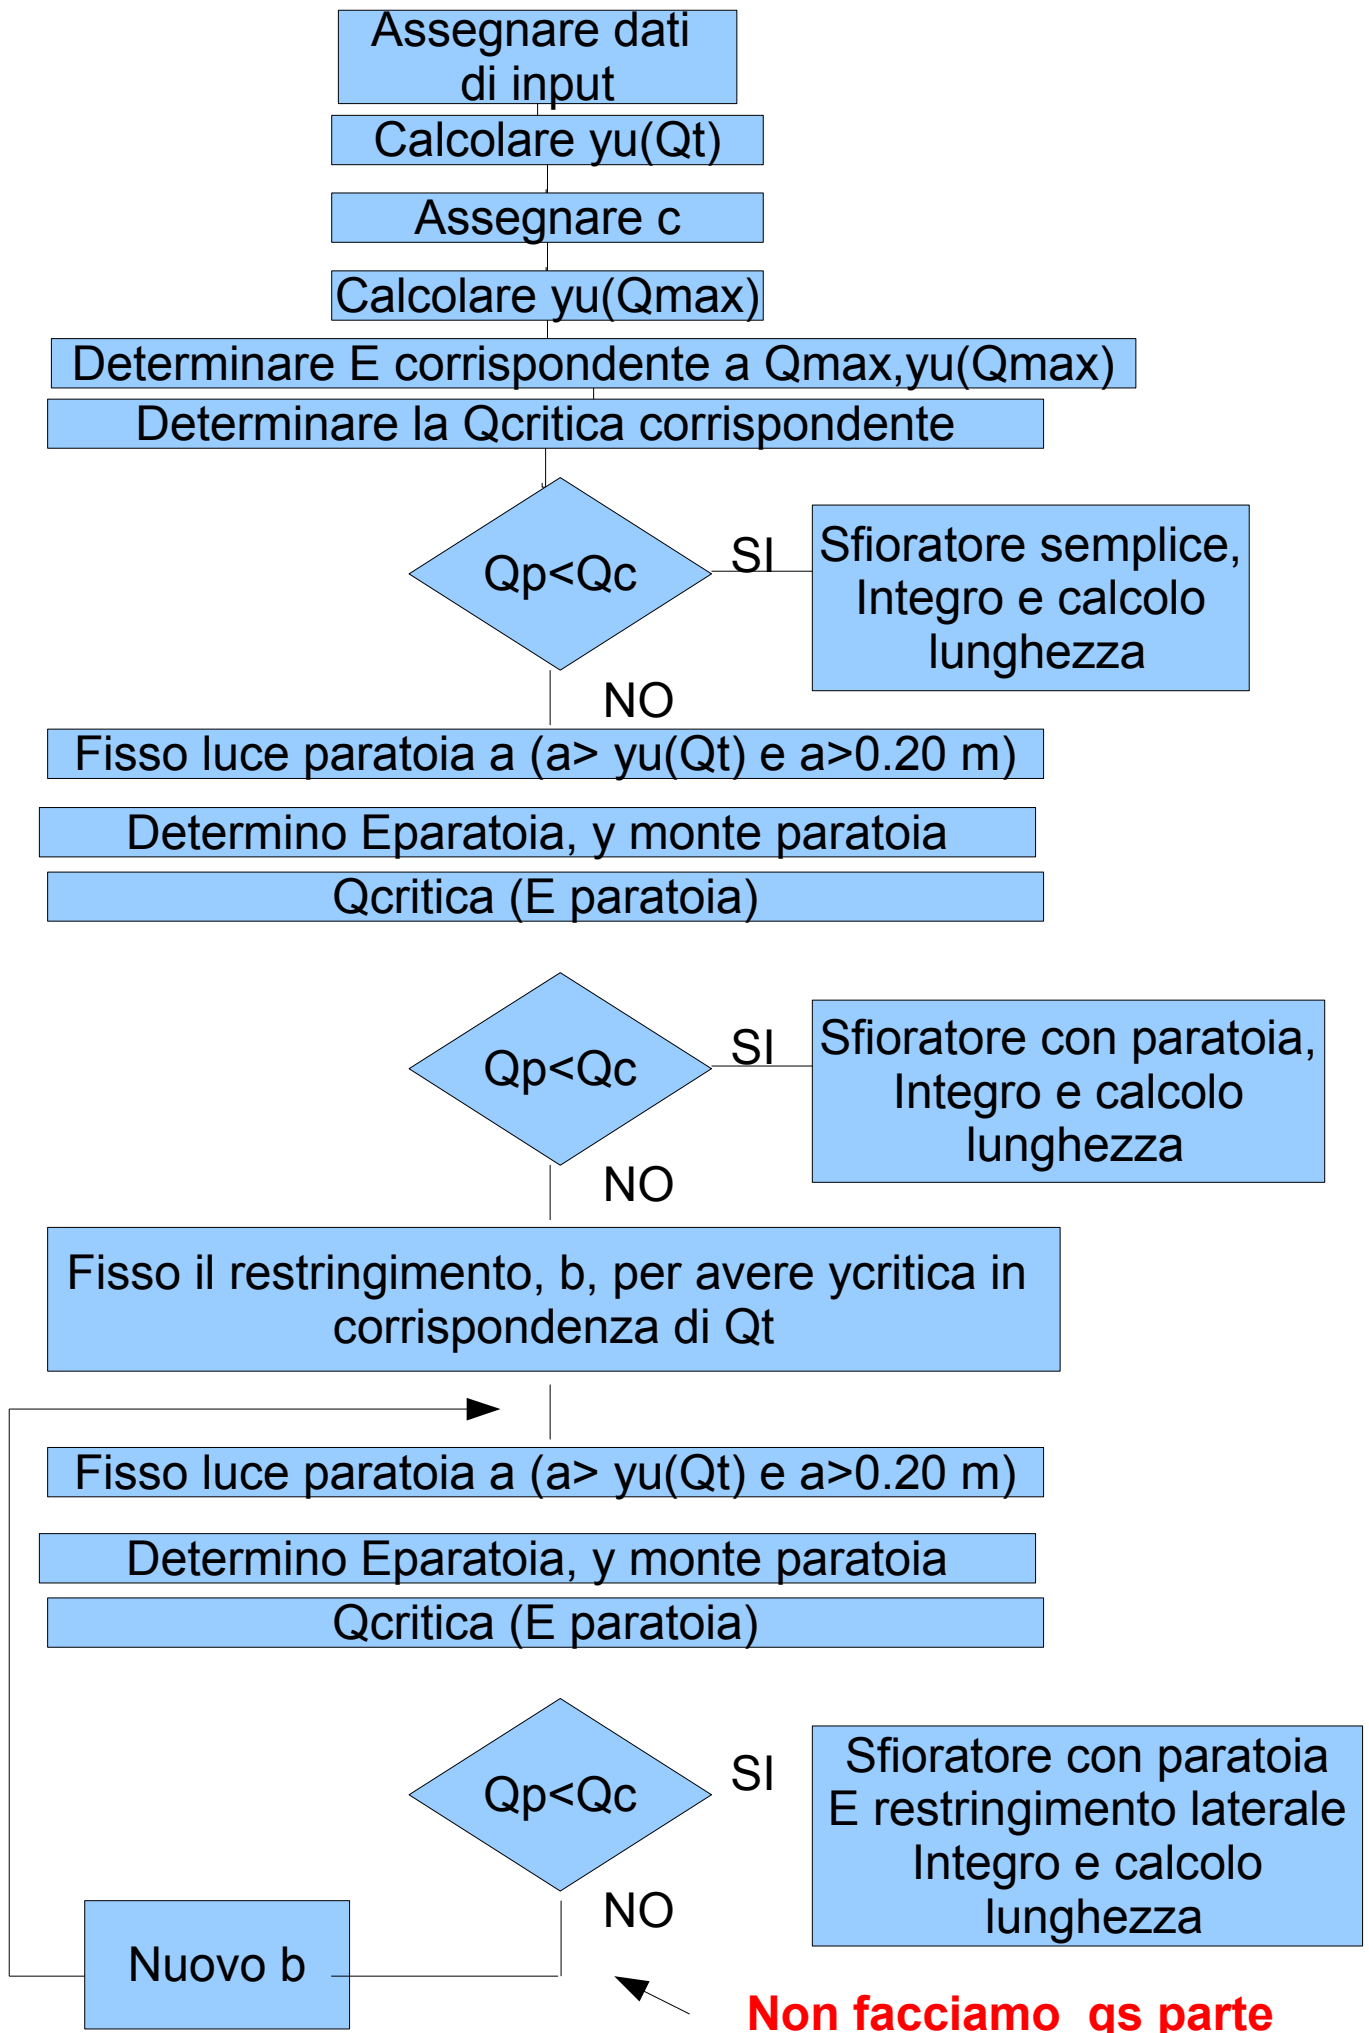 Assegnare dati
di input
Calcolare yu(Qt)
Assegnare c
Calcolare yu(Qmax)
Determinare E corrispondente a Qmax,yu(Qmax)
Determinare la Qcritica corrispondente
Qp<Qc
SI
Sfioratore semplice,
Integro e calcolo
lunghezza
NO
Fisso luce paratoia a (a> yu(Qt) e a>0.20 m)
Determino Eparatoia, y monte paratoia
Qcritica (E paratoia)
Qp<Qc
SI
Sfioratore con paratoia,
Integro e calcolo
lunghezza
NO
Fisso il restringimento, b, per avere ycritica in
corrispondenza di Qt
Fisso luce paratoia a (a> yu(Qt) e a>0.20 m)
Determino Eparatoia, y monte paratoia
Qcritica (E paratoia)
Qp<Qc
SI
Sfioratore con paratoia
E restringimento laterale
Integro e calcolo
lunghezza
NO
Nuovo b
Non facciamo qs parte